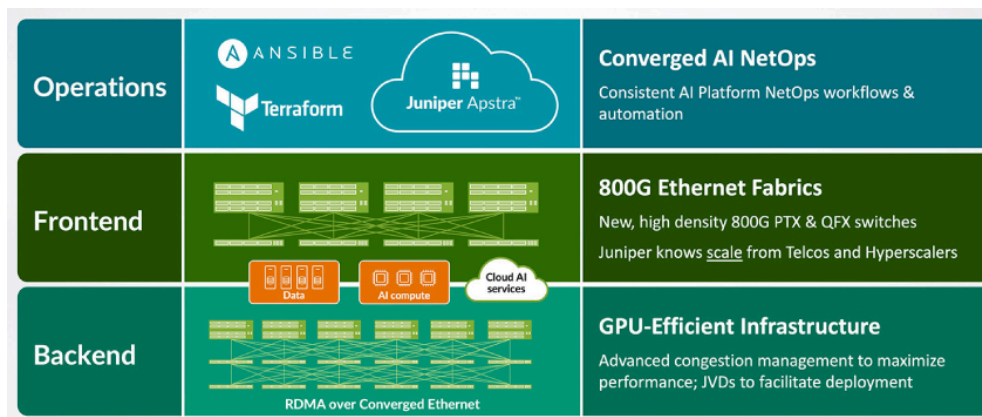 Operations
ANSIBLE
Terraform
Juniper Apstra™
Converged AI NetOps
Consistent AI Platform NetOps workflows &
automation
Frontend
800G Ethernet Fabrics
New, high density 800G PTX & QFX switches
Juniper knows scale from Telcos and Hyperscalers
Data
AI compute
Cloud AI
services
Backend
RDMA over Converged Ethernet
GPU-Efficient Infrastructure
Advanced congestion management to maximize
performance; JVDs to facilitate deployment